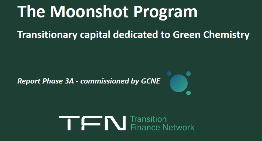 The Moonshot Program
Transitionary capital dedicated to Green Chemistry
Report Phase 3A - commissioned by GCNE
TFN Transition
Finance Network